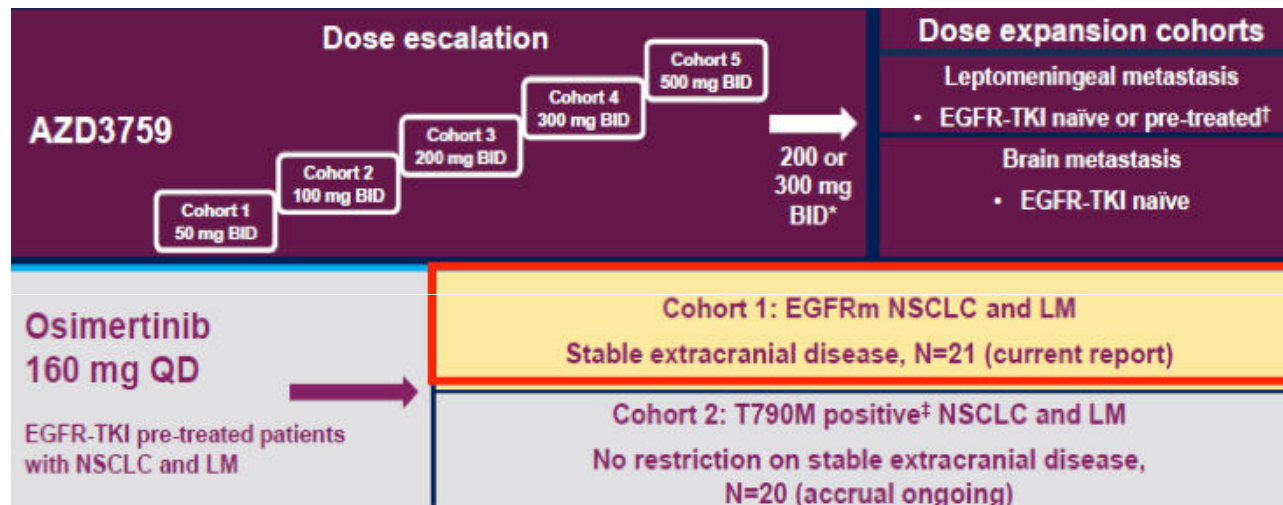 Dose escalation
AZD3759
Cohort 1
50 mg BID
Cohort 2
100 mg BID
Cohort 3
200 mg BID
Cohort 4
300 mg BID
Cohort 5
500 mg BID
200 or
300 mg
BID*
Dose expansion cohorts
Leptomeningeal metastasis
• EGFR-TKI naïve or pre-treated†
Brain metastasis
• EGFR-TKI naïve
Osimertinib
160 mg QD
EGFR-TKI pre-treated patients
with NSCLC and LM
Cohort 1: EGFRm NSCLC and LM
Stable extracranial disease, N=21 (current report)
Cohort 2: T790M positive‡ NSCLC and LM
No restriction on stable extracranial disease,
N=20 (accrual ongoing)